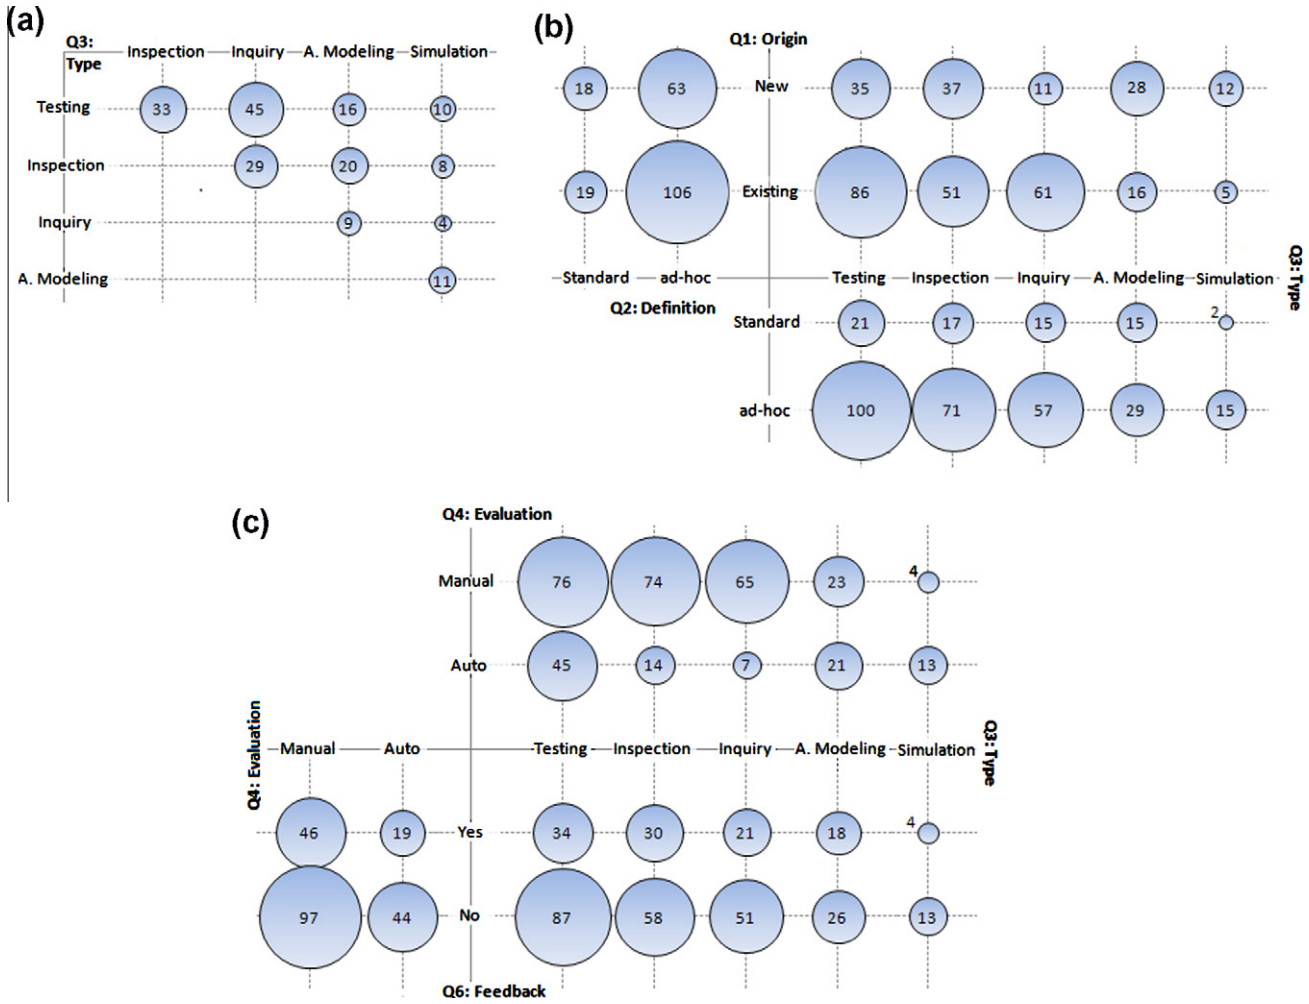 (a)
Q3:
Type
Inspection Inquiry A. Modeling Simulation
Testing 33 45 16 10
Inspection 29 20 8
Inquiry 9 4
A. Modeling 11
(b)
Q1: Origin
18 63 New 35 37 11 28 12
19 106 Existing 86 51 61 16 5
Standard ad-hoc Testing Inspection Inquiry A. Modeling Simulation
Q2: Definition
Q3: Type
Standard 21 17 15 15 2
ad-hoc 100 71 57 29 15
(c)
Q4: Evaluation
Manual 76 74 65 23 4
Auto 45 14 7 21 13
Q4: Evaluation
Manual Auto Testing Inspection Inquiry A. Modeling Simulation
Q3: Type
46 19 Yes 34 30 21 18 4
97 44 No 87 58 51 26 13
Q6: Feedback